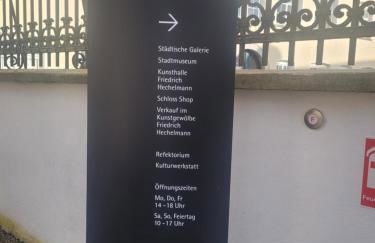 Städtische Galerie
Stadtmuseum
Kunsthalle
Friedrich
Hechelmann
Schloss Shop
Verkauf im
Kunstgewölbe
Friedrich
Hechelmann
Refektorium
Kulturwerkstatt
Öffnungszeiten
Mo, Do, Fr
14 – 18 Uhr
Sa, So, Feiertag
10 – 17 Uhr